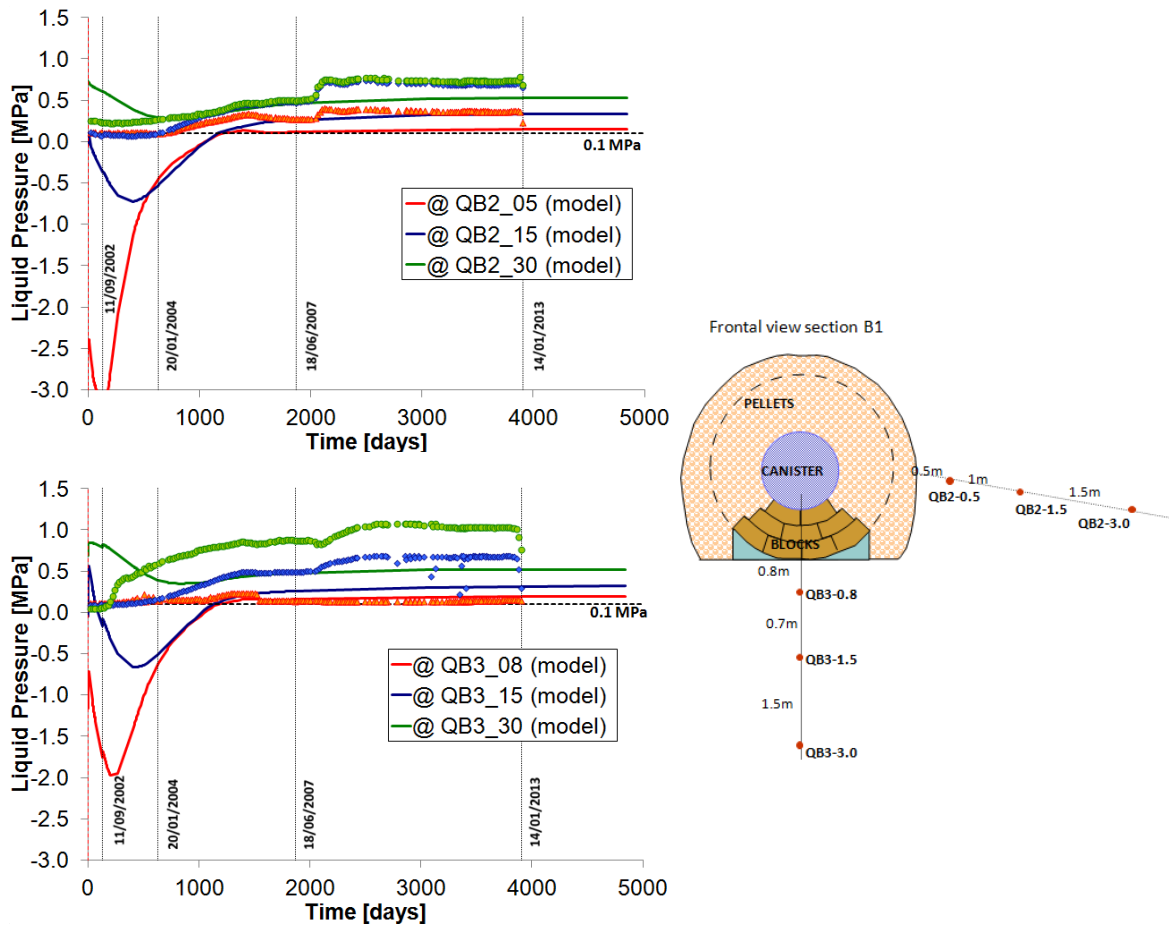 1.5
1.0
0.5
0.0
-0.5
-1.0
-1.5
-2.0
-2.5
-3.0
Liquid Pressure [MPa]
0.1 MPa
@ QB2_05 (model)
@ QB2_15 (model)
@ QB2_30 (model)
11/09/2002
20/01/2004
18/06/2007
14/01/2013
0 1000 2000 3000 4000 5000
Time [days]
1.5
1.0
0.5
0.0
-0.5
-1.0
-1.5
-2.0
-2.5
-3.0
Liquid Pressure [MPa]
0.1 MPa
@ QB3_08 (model)
@ QB3_15 (model)
@ QB3_30 (model)
11/09/2002
20/01/2004
18/06/2007
14/01/2013
0 1000 2000 3000 4000 5000
Time [days]
Frontal view section B1
PELLETS
CANISTER
BLOCKS
0.5m
1m
1.5m
QB2-0.5
QB2-1.5
QB2-3.0
0.8m
QB3-0.8
0.7m
QB3-1.5
1.5m
QB3-3.0